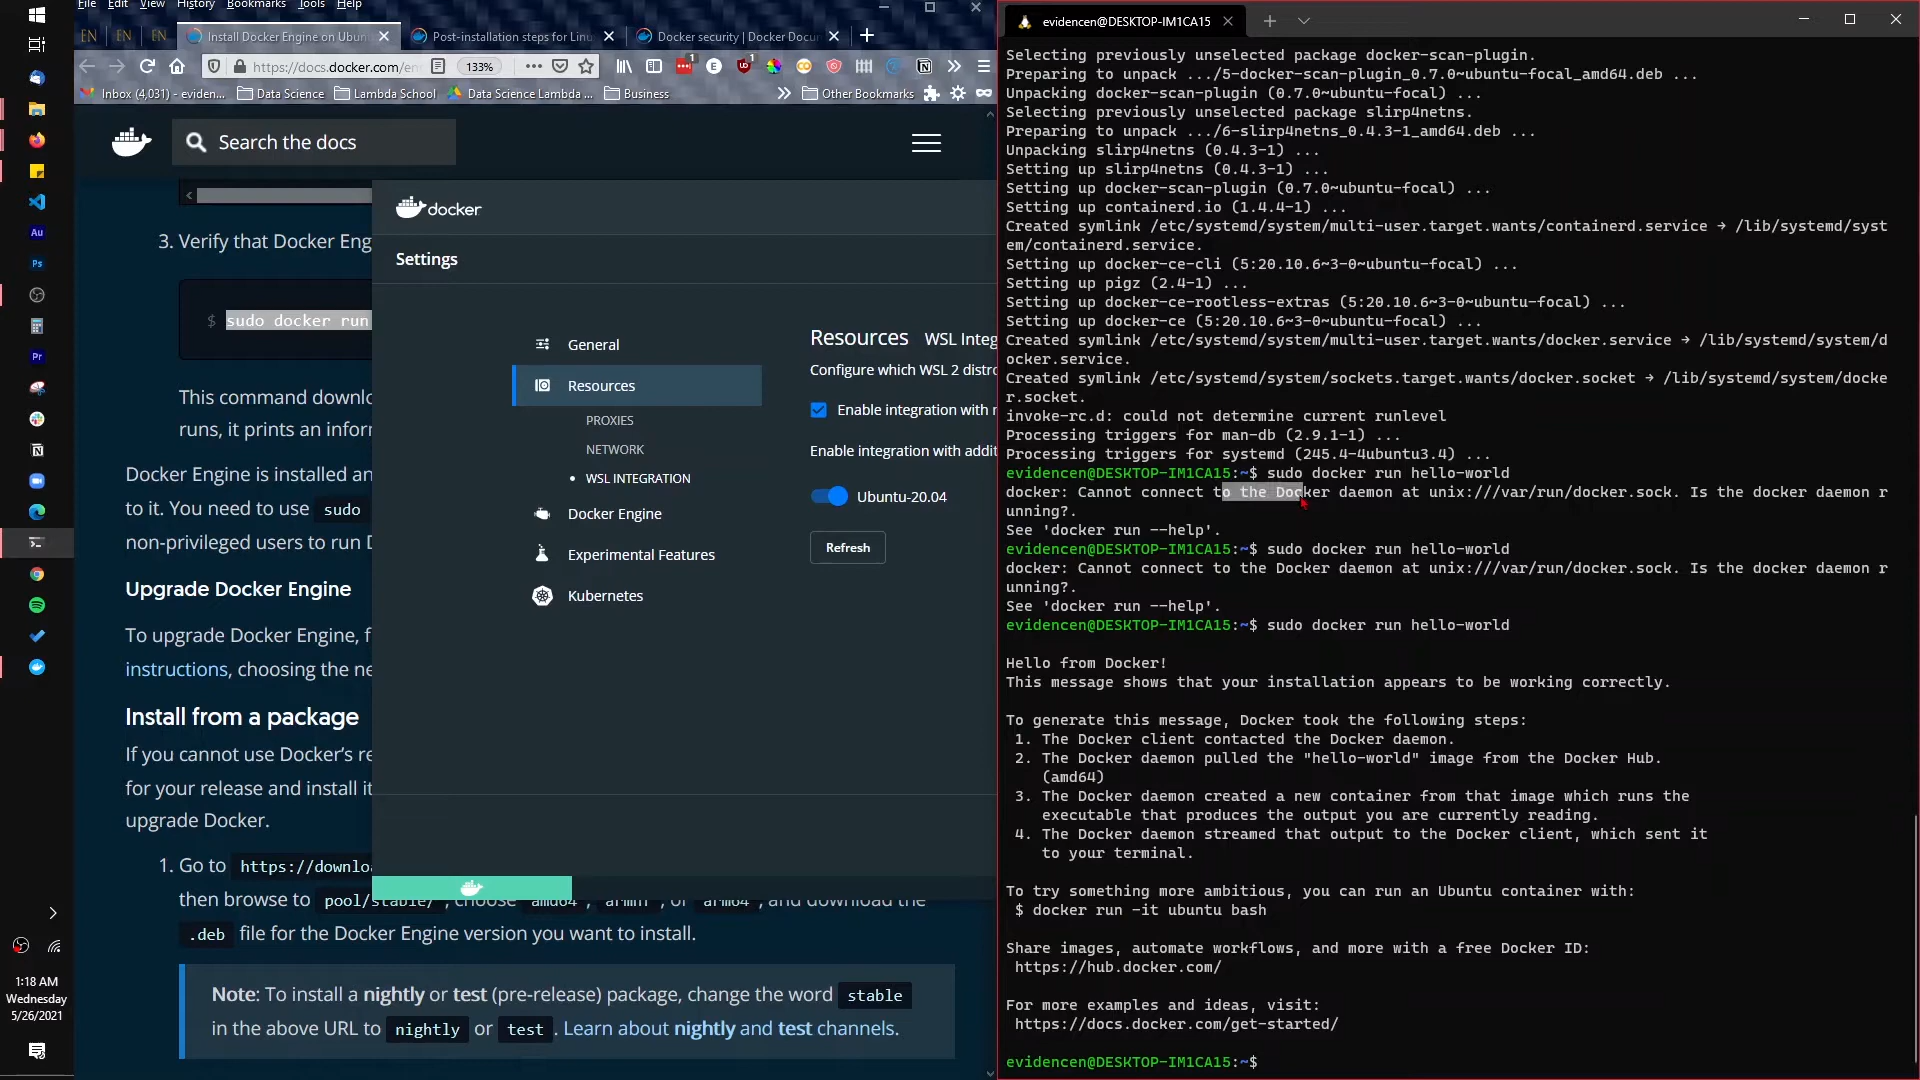 File Edit View History Bookmarks Tools Help
EN EN EN Install Docker Engine on Ubun Post-installation steps for Lin Docker security | Docker Docu
https://docs.docker.com/en 133%
Inbox (4,031) - eviden... Data Science Lambda School Data Science Lambda ... Business Other Bookmarks
Search the docs
3. Verify that Docker Eng
$ sudo docker run
This command downlo
runs, it prints an inforr
Docker Engine is installed an
to it. You need to use sudo
non-privileged users to run D
Upgrade Docker Engine
To upgrade Docker Engine, f
instructions, choosing the ne
Install from a package
If you cannot use Docker's re
for your release and install it
upgrade Docker.
1. Go to https://downlo
then browse to pool/stable/ , choose amd64 , armhf , or arm64 , and download the
.deb file for the Docker Engine version you want to install.
Note: To install a nightly or test (pre-release) package, change the word stable
in the above URL to nightly or test . Learn about nightly and test channels.
docker
Settings
General
Resources
PROXIES
NETWORK
• WSL INTEGRATION
Docker Engine
Experimental Features
Kubernetes
Resources WSL Integ
Configure which WSL 2 distro
Enable integration with r
Enable integration with addit
Ubuntu-20.04
Refresh
Au
Ps
Pr
1:18 AM
Wednesday
5/26/2021
evidencen@DESKTOP-IM1CA15
Selecting previously unselected package docker-scan-plugin.
Preparing to unpack .../5-docker-scan-plugin_0.7.0~ubuntu-focal_amd64.deb ...
Unpacking docker-scan-plugin (0.7.0~ubuntu-focal) ...
Selecting previously unselected package slirp4netns.
Preparing to unpack .../6-slirp4netns_0.4.3-1_amd64.deb ...
Unpacking slirp4netns (0.4.3-1) ...
Setting up slirp4netns (0.4.3-1) ...
Setting up docker-scan-plugin (0.7.0~ubuntu-focal) ...
Setting up containerd.io (1.4.4-1) ...
Created symlink /etc/systemd/system/multi-user.target.wants/containerd.service → /lib/systemd/syst
em/containerd.service.
Setting up docker-ce-cli (5:20.10.6~3-0~ubuntu-focal) ...
Setting up pigz (2.4-1) ...
Setting up docker-ce-rootless-extras (5:20.10.6~3-0~ubuntu-focal) ...
Setting up docker-ce (5:20.10.6~3-0~ubuntu-focal) ...
Created symlink /etc/systemd/system/multi-user.target.wants/docker.service → /lib/systemd/system/d
ocker.service.
Created symlink /etc/systemd/system/sockets.target.wants/docker.socket → /lib/systemd/system/docke
r.socket.
invoke-rc.d: could not determine current runlevel
Processing triggers for man-db (2.9.1-1) ...
Processing triggers for systemd (245.4-4ubuntu3.4) ...
evidencen@DESKTOP-IM1CA15:~$ sudo docker run hello-world
docker: Cannot connect to the Docker daemon at unix:///var/run/docker.sock. Is the docker daemon r
unning?.
See 'docker run --help'.
evidencen@DESKTOP-IM1CA15:~$ sudo docker run hello-world
docker: Cannot connect to the Docker daemon at unix:///var/run/docker.sock. Is the docker daemon r
unning?.
See 'docker run --help'.
evidencen@DESKTOP-IM1CA15:~$ sudo docker run hello-world
Hello from Docker!
This message shows that your installation appears to be working correctly.
To generate this message, Docker took the following steps:
1. The Docker client contacted the Docker daemon.
2. The Docker daemon pulled the "hello-world" image from the Docker Hub.
(amd64)
3. The Docker daemon created a new container from that image which runs the
executable that produces the output you are currently reading.
4. The Docker daemon streamed that output to the Docker client, which sent it
to your terminal.
To try something more ambitious, you can run an Ubuntu container with:
$ docker run -it ubuntu bash
Share images, automate workflows, and more with a free Docker ID:
https://hub.docker.com/
For more examples and ideas, visit:
https://docs.docker.com/get-started/
evidencen@DESKTOP-IM1CA15:~$